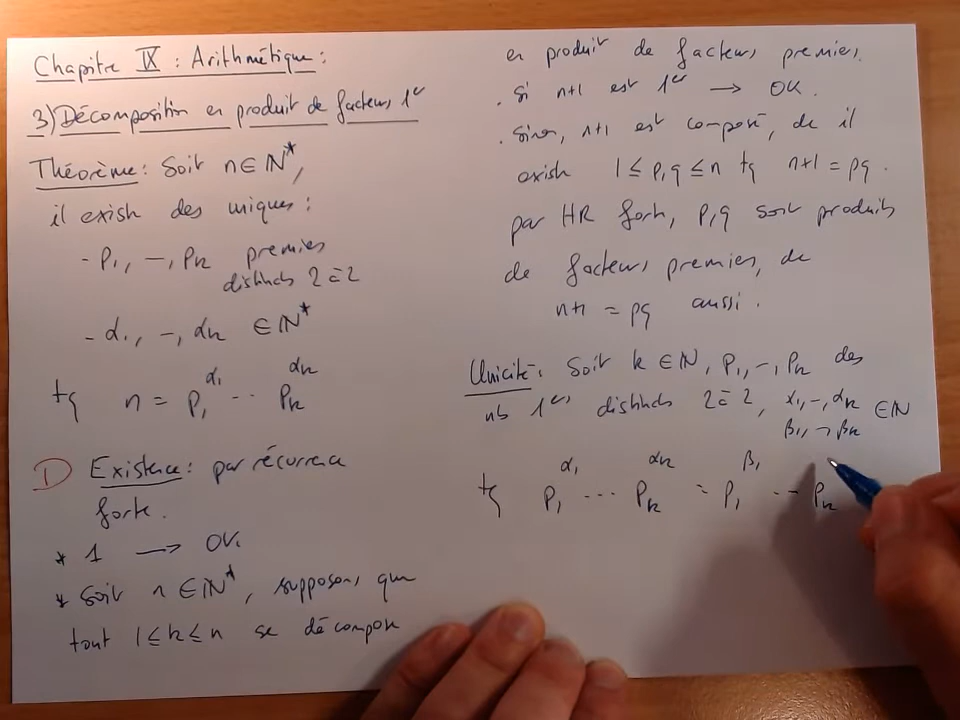 Chapitre IX : Arithmétique :
3) Décomposition en produit de facteurs 1er
Théorème : Soit n ∈ ℕ*,
il existe des uniques :
- p₁, –, pₖ premiers
distincts 2 à 2
- α₁, –, αₖ ∈ ℕ*
tq n = p₁^α₁ ... pₖ^αₖ
D Existence : par récurrence
forte.
* 1 → OK.
* Soit n ∈ ℕ*, supposons que
tout 1 ≤ k ≤ n se décompose
en produit de facteurs premiers.
. Si n+1 est 1er → OK.
. Sinon, n+1 est composé, dc il
existe 1 ≤ p,q ≤ n tq n+1 = pq.
par HR forte, p,q sont produits
de facteurs premiers, dc
n+1 = pq aussi.
Unicité : Soit k ∈ ℕ, p₁, –, pₖ des
nb 1ers distincts 2 à 2, α₁, –, αₖ ∈ ℕ
β₁, –, βₖ
tq p₁^α₁ ... pₖ^αₖ = p₁^β₁ ... pₖ